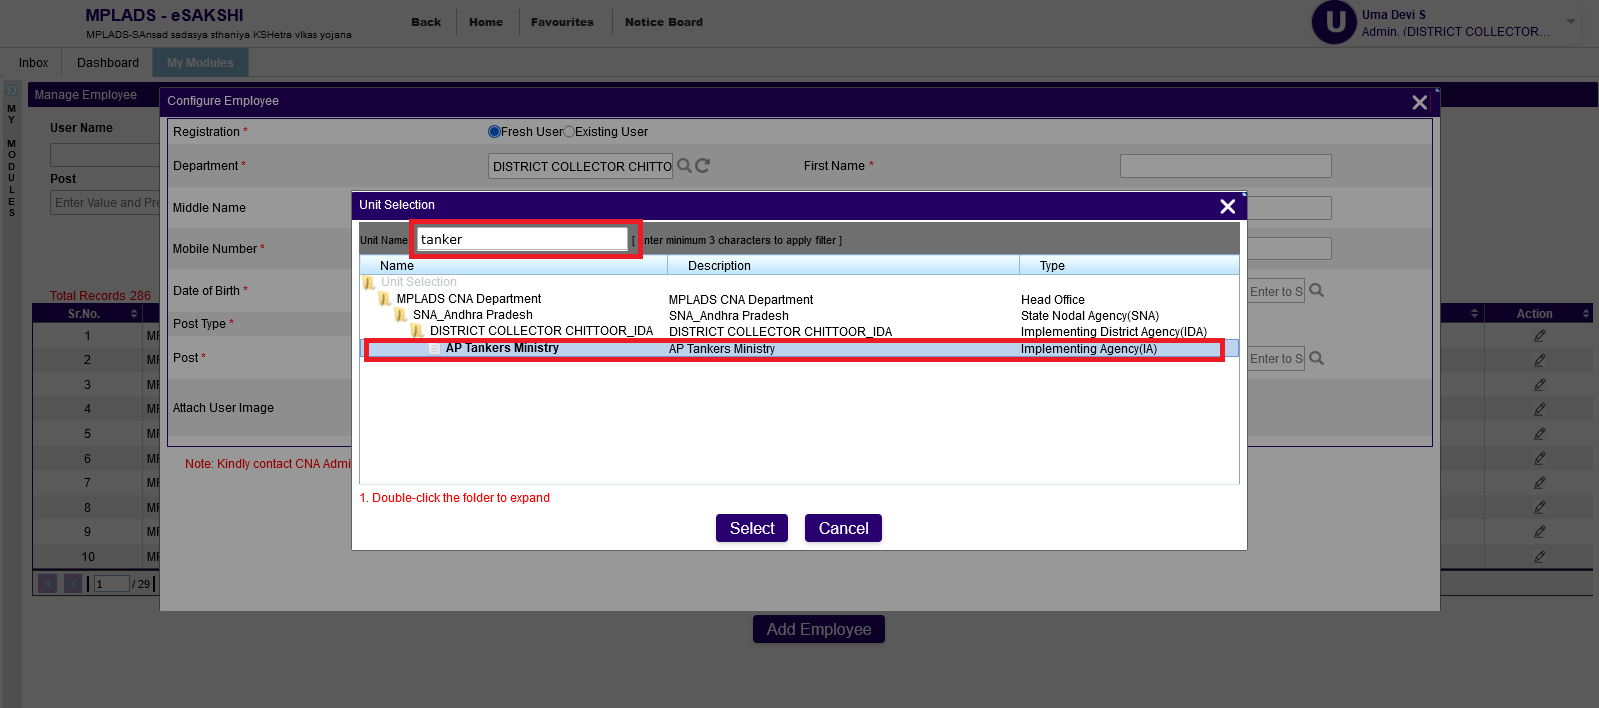 MPLADS - eSAKSHI
MPLADS-SAnsad sadasya sthaniya KSHetra vIkas yojana
Back
Home
Favourites
Notice Board
U
Uma Devi S
Admin. (DISTRICT COLLECTOR...
Inbox
Dashboard
My Modules
MY MODULES
Manage Employee
Configure Employee
User Name
Registration *
Fresh User
Existing User
Department *
DISTRICT COLLECTOR CHITTO
First Name *
Post
Enter Value and Pre
Middle Name
Mobile Number *
Date of Birth *
Enter to S
Post Type *
Post *
Enter to S
Attach User Image
Note: Kindly contact CNA Admi
Unit Selection
Unit Name
tanker
nter minimum 3 characters to apply filter ]
Name
Description
Type
Unit Selection
MPLADS CNA Department
MPLADS CNA Department
Head Office
SNA_Andhra Pradesh
SNA_Andhra Pradesh
State Nodal Agency(SNA)
DISTRICT COLLECTOR CHITTOOR_IDA
DISTRICT COLLECTOR CHITTOOR_IDA
Implementing District Agency(IDA)
AP Tankers Ministry
AP Tankers Ministry
Implementing Agency(IA)
1. Double-click the folder to expand
Select
Cancel
Total Records 286
Sr.No.
Action
1
MF
2
MF
3
MF
4
MF
5
MF
6
MF
7
MF
8
MF
9
MF
10
MF
1
/ 29
Add Employee